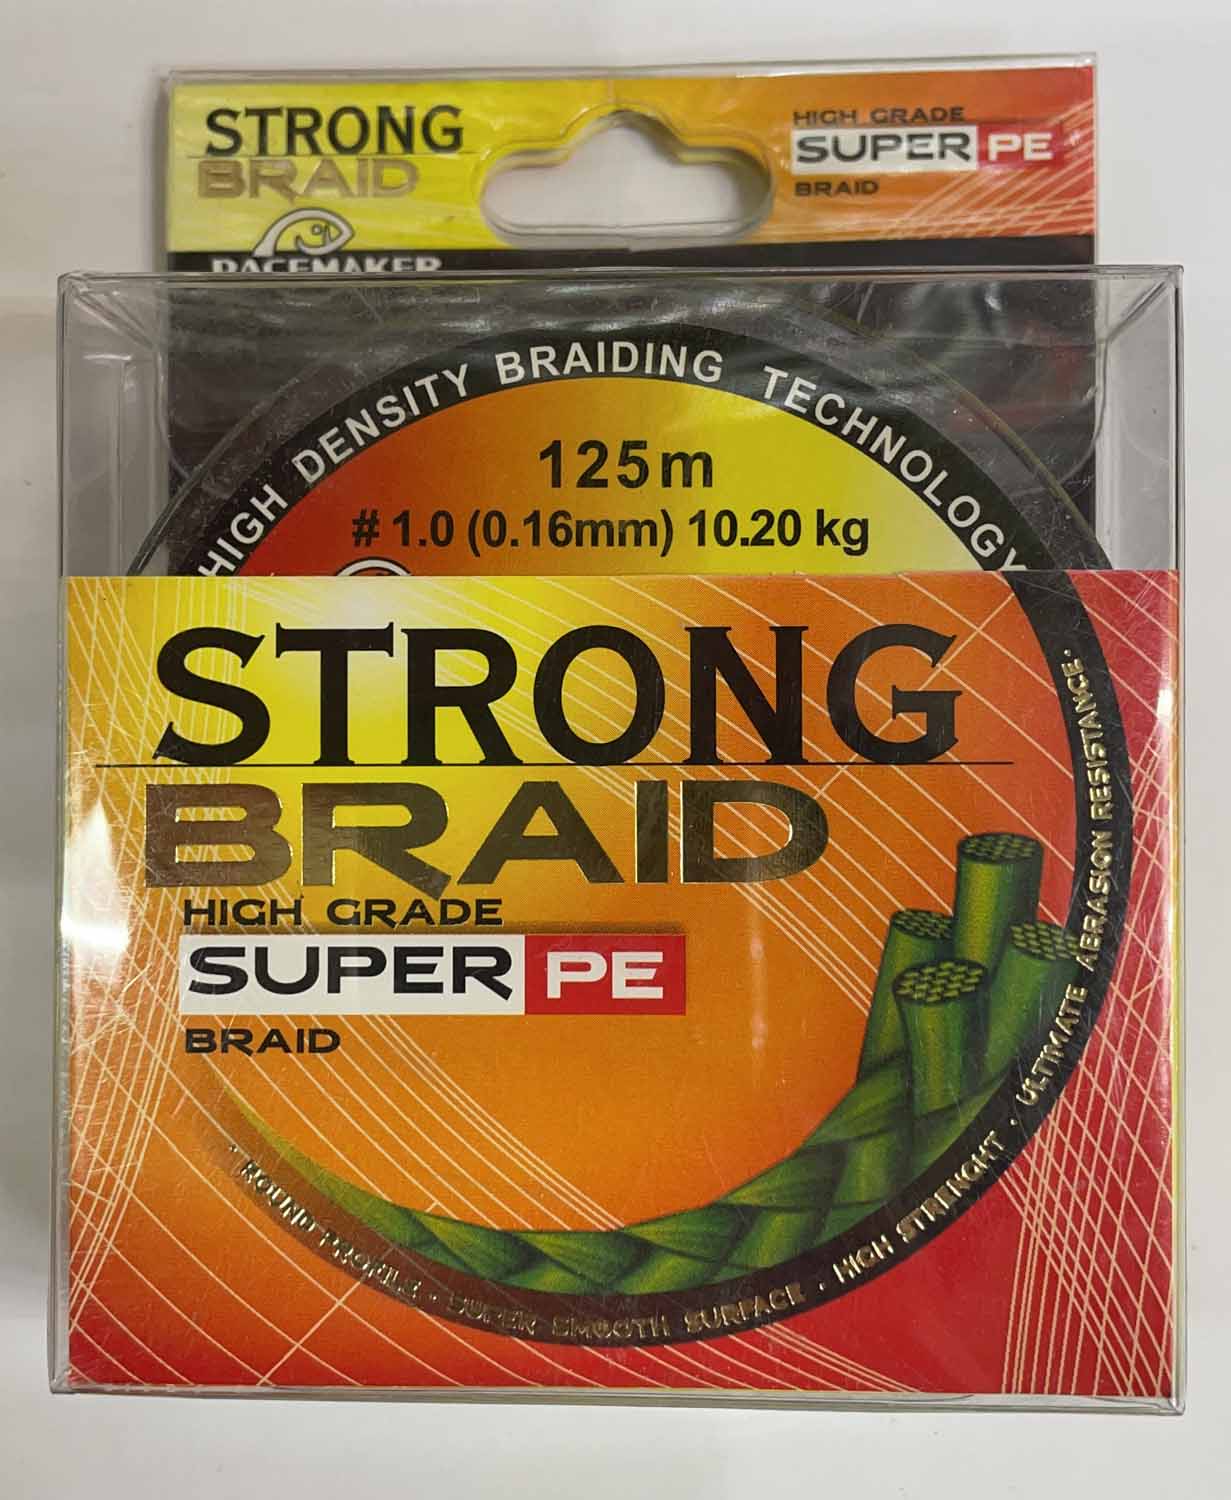 STRONG
BRAID
PACEMAKER
HIGH GRADE
SUPER PE
BRAID
HIGH DENSITY BRAIDING TECHNOLOGY
125m
# 1.0 (0.16mm) 10.20 kg
STRONG
BRAID
HIGH GRADE
SUPER PE
BRAID
· ROUND PROFILE · SUPER SMOOTH SURFACE · HIGH STRENGHT · ULTIMATE ABRASION RESISTANCE·